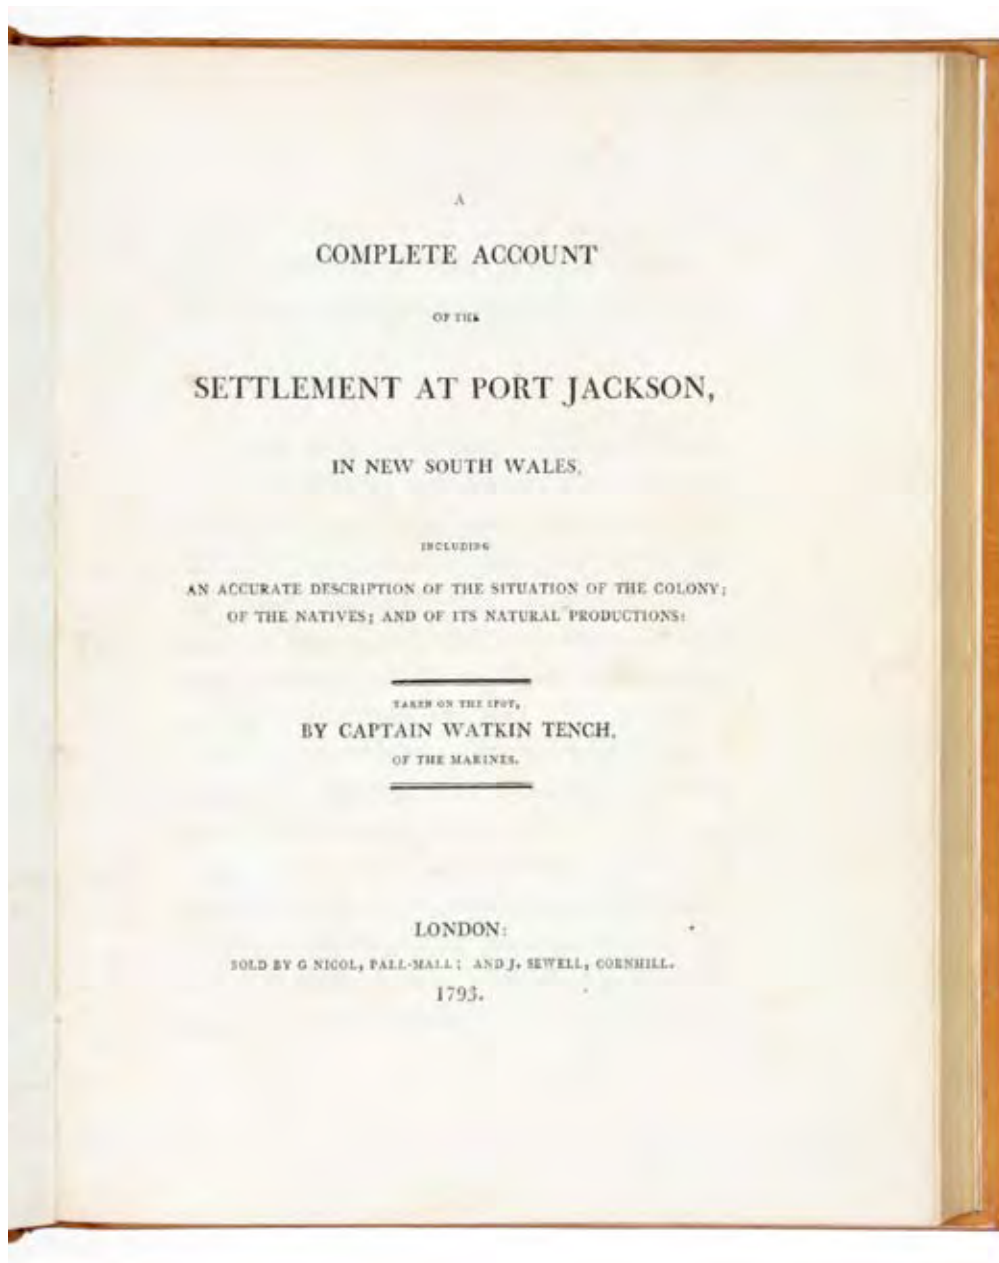 A
COMPLETE ACCOUNT
OF THE
SETTLEMENT AT PORT JACKSON,
IN NEW SOUTH WALES,
INCLUDING
AN ACCURATE DESCRIPTION OF THE SITUATION OF THE COLONY;
OF THE NATIVES; AND OF ITS NATURAL PRODUCTIONS:
TAKEN ON THE SPOT,
BY CAPTAIN WATKIN TENCH,
OF THE MARINES.
LONDON:
SOLD BY G NICOL, PALL-MALL; AND J. SEWELL, CORNHILL.
1793.